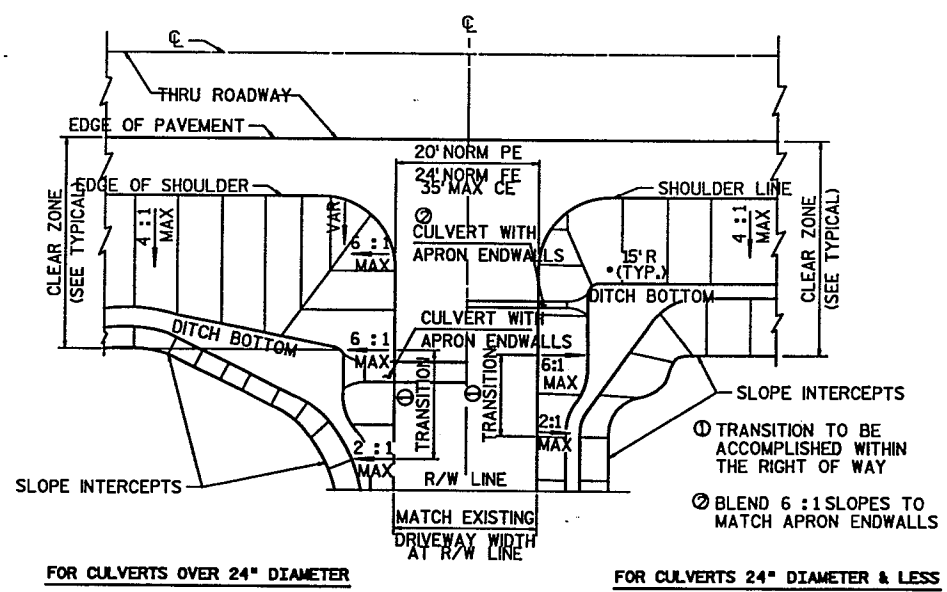 ℄
℄
THRU ROADWAY
EDGE OF PAVEMENT
20' NORM PE
24' NORM FE
35' MAX CE
EDGE OF SHOULDER
SHOULDER LINE
CLEAR ZONE
(SEE TYPICAL)
4 : 1
MAX
VAR
6 : 1
MAX
②
CULVERT WITH
APRON ENDWALLS
15' R
(TYP.)
4 : 1
MAX
CLEAR ZONE
(SEE TYPICAL)
DITCH BOTTOM
DITCH BOTTOM
CULVERT WITH
APRON ENDWALLS
6 : 1
MAX
①
TRANSITION
①
TRANSITION
6:1
MAX
2 : 1
MAX
2:1
MAX
SLOPE INTERCEPTS
SLOPE INTERCEPTS
R/W LINE
① TRANSITION TO BE
ACCOMPLISHED WITHIN
THE RIGHT OF WAY
② BLEND 6 : 1 SLOPES TO
MATCH APRON ENDWALLS
MATCH EXISTING
DRIVEWAY WIDTH
AT R/W LINE
FOR CULVERTS OVER 24" DIAMETER
FOR CULVERTS 24" DIAMETER & LESS